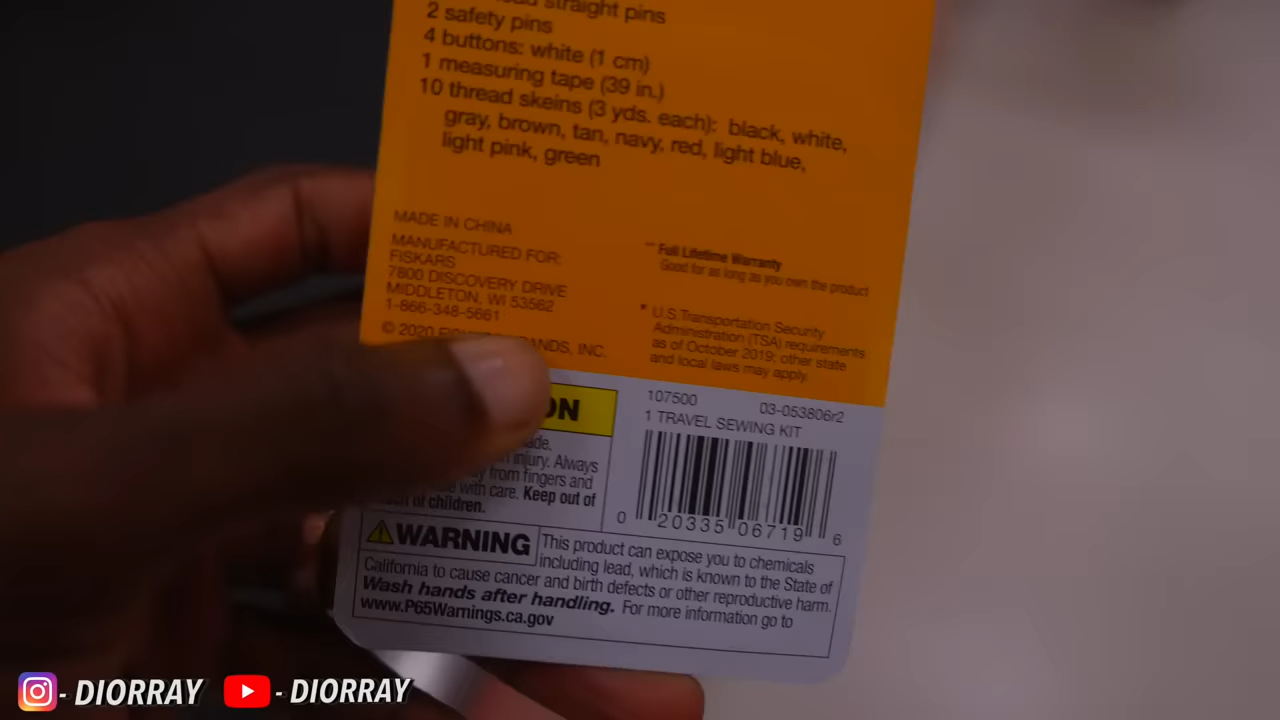 straight pins
2 safety pins
4 buttons: white (1 cm)
1 measuring tape (39 in.)
10 thread skeins (3 yds. each): black, white,
gray, brown, tan, navy, red, light blue,
light pink, green
MADE IN CHINA
MANUFACTURED FOR:
FISKARS
7800 DISCOVERY DRIVE
MIDDLETON, WI 53562
1-866-348-5661
© 2020 INC.
** Full Lifetime Warranty
Good for as long as you own the product
* U.S.Transportation Security
Administration (TSA) requirements
as of October 2019; other state
and local laws may apply.
injury. Always
from fingers and
with care. Keep out of
of children.
107500 03-053806r2
1 TRAVEL SEWING KIT
0 20335 06719 6
WARNING This product can expose you to chemicals
including lead, which is known to the State of
California to cause cancer and birth defects or other reproductive harm.
Wash hands after handling. For more information go to
www.P65Warnings.ca.gov
- DIORRAY - DIORRAY